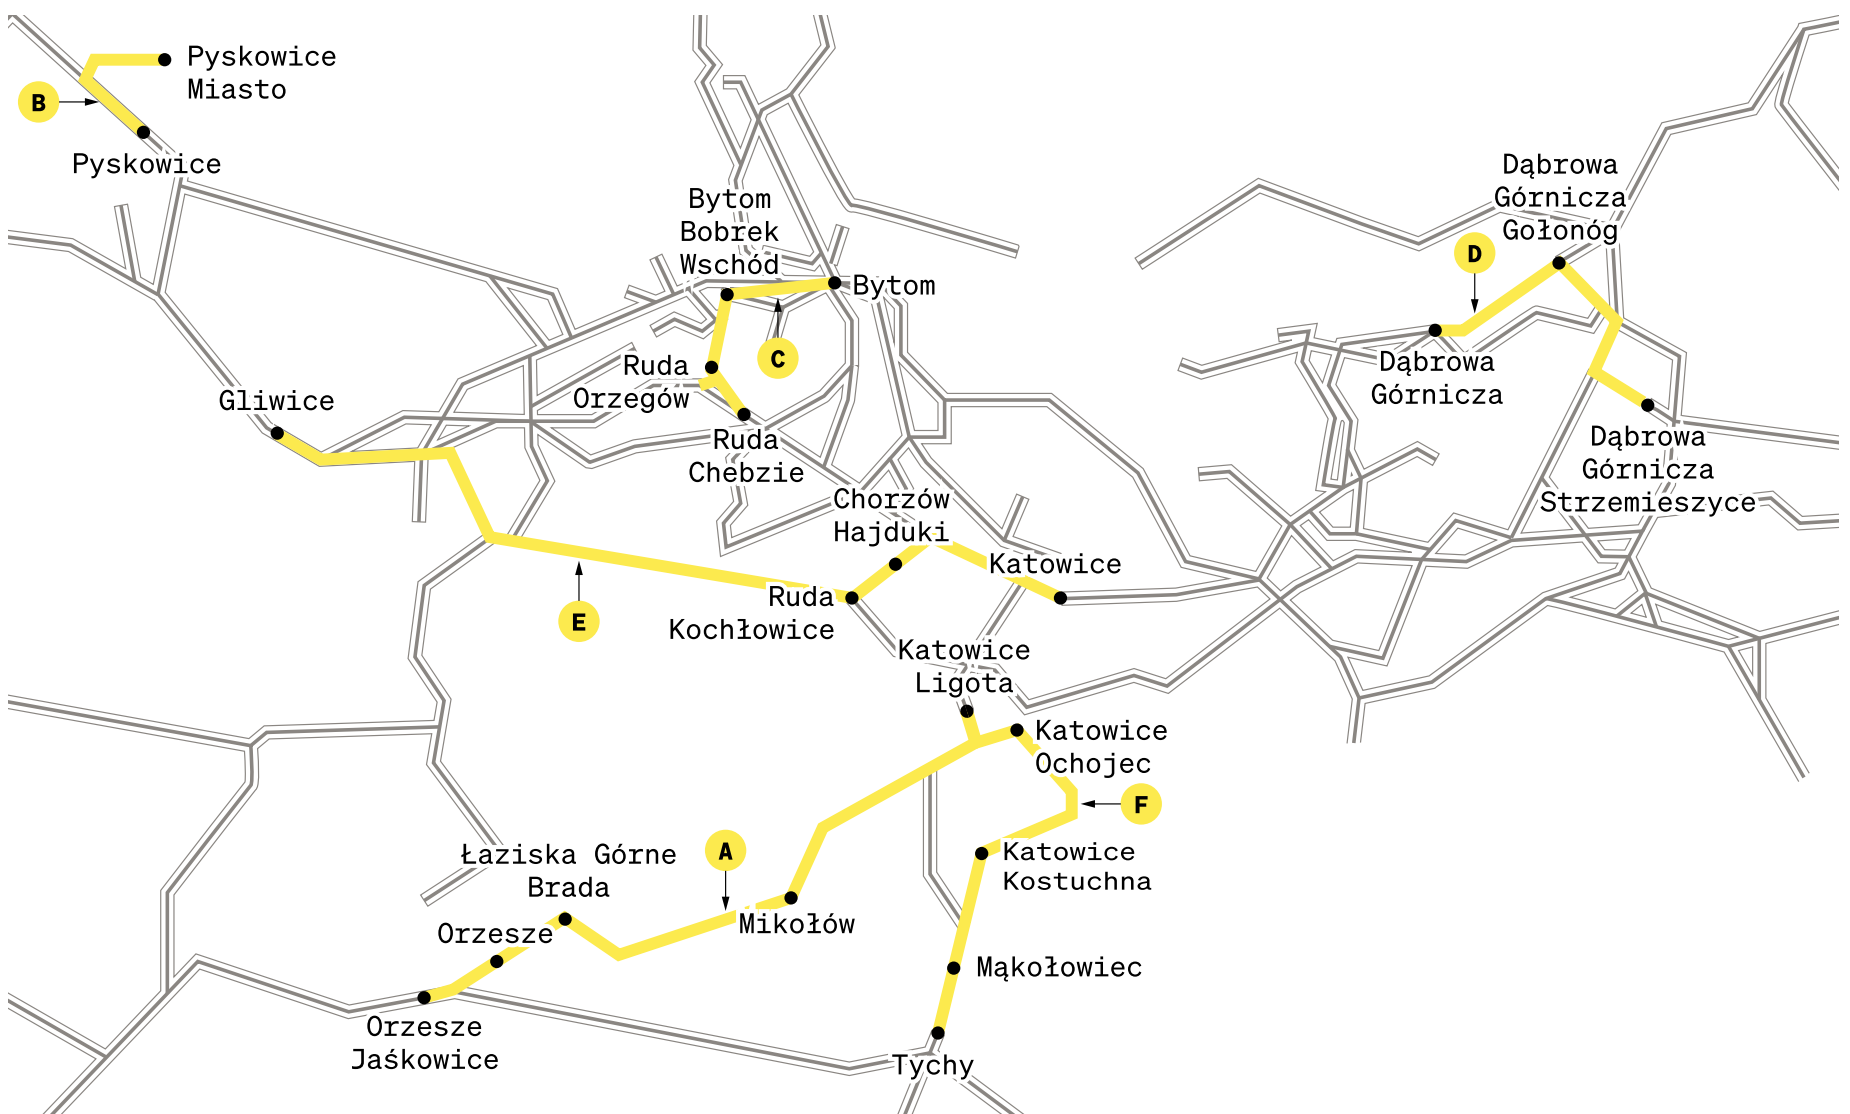 Pyskowice
Miasto
B
Pyskowice
Bytom
Bobrek
Wschód
Bytom
C
Ruda
Orzegów
Ruda
Chebzie
Dąbrowa
Górnicza
Gołonóg
D
Dąbrowa
Górnicza
Dąbrowa
Górnicza
Strzemieszyce
Gliwice
Chorzów
Hajduki
Katowice
E
Ruda
Kochłowice
Katowice
Ligota
Katowice
Ochojec
F
Katowice
Kostuchna
A
Łaziska Górne
Brada
Mikołów
Orzesze
Mąkołowiec
Orzesze
Jaśkowice
Tychy